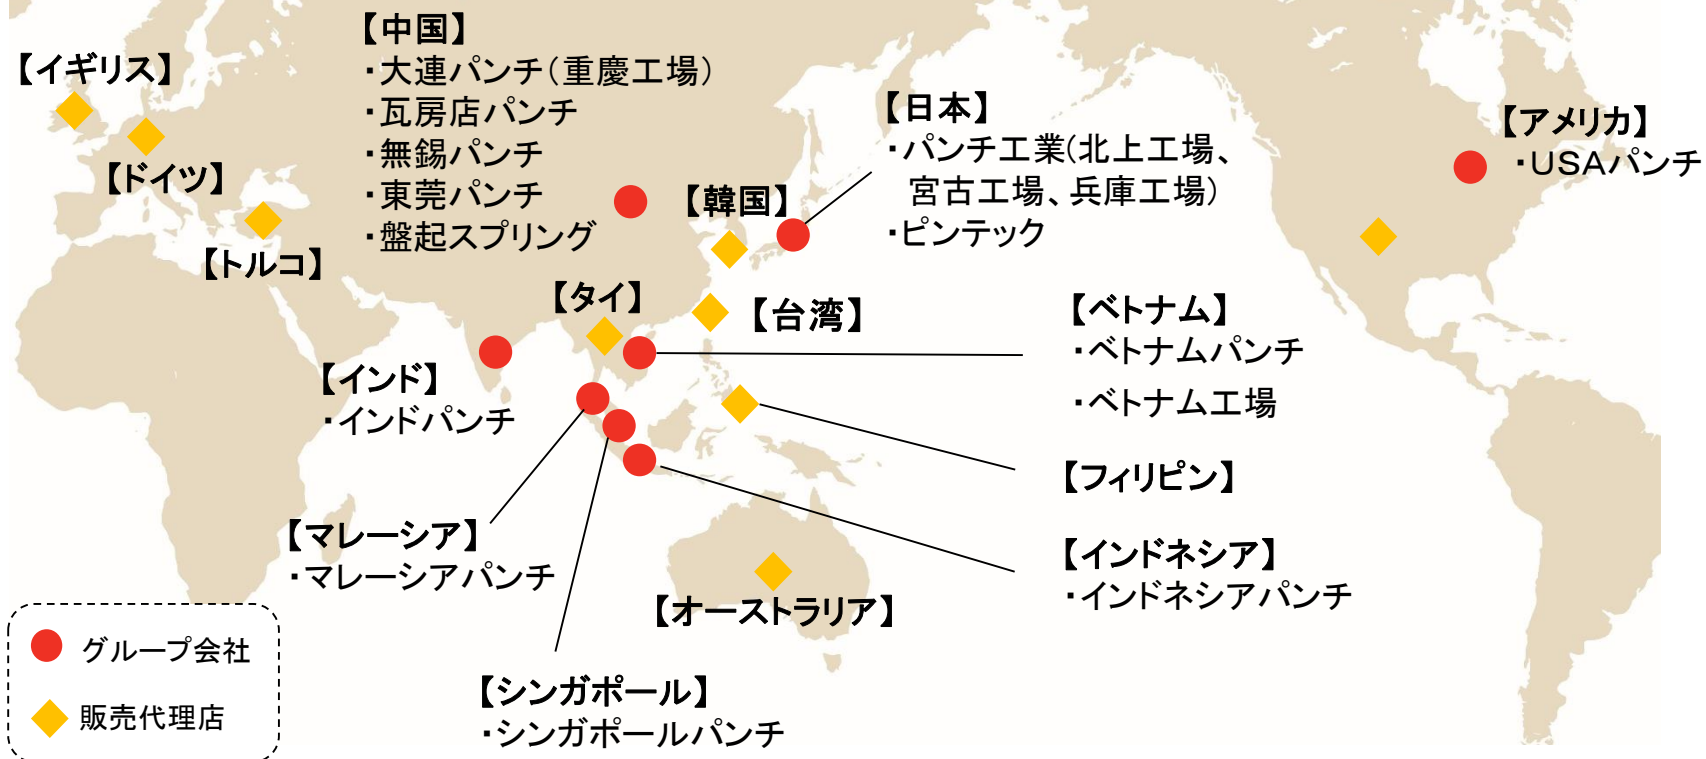 【イギリス】
【ドイツ】
【トルコ】
【中国】
・大連パンチ（重慶工場）
・瓦房店パンチ
・無錫パンチ
・東莞パンチ
・盤起スプリング
【韓国】
【日本】
・パンチ工業(北上工場、
宮古工場、兵庫工場)
・ピンテック
【アメリカ】
・USAパンチ
【タイ】
【台湾】
【ベトナム】
・ベトナムパンチ
・ベトナム工場
【インド】
・インドパンチ
【フィリピン】
【マレーシア】
・マレーシアパンチ
【インドネシア】
・インドネシアパンチ
【オーストラリア】
【シンガポール】
・シンガポールパンチ
グループ会社
販売代理店